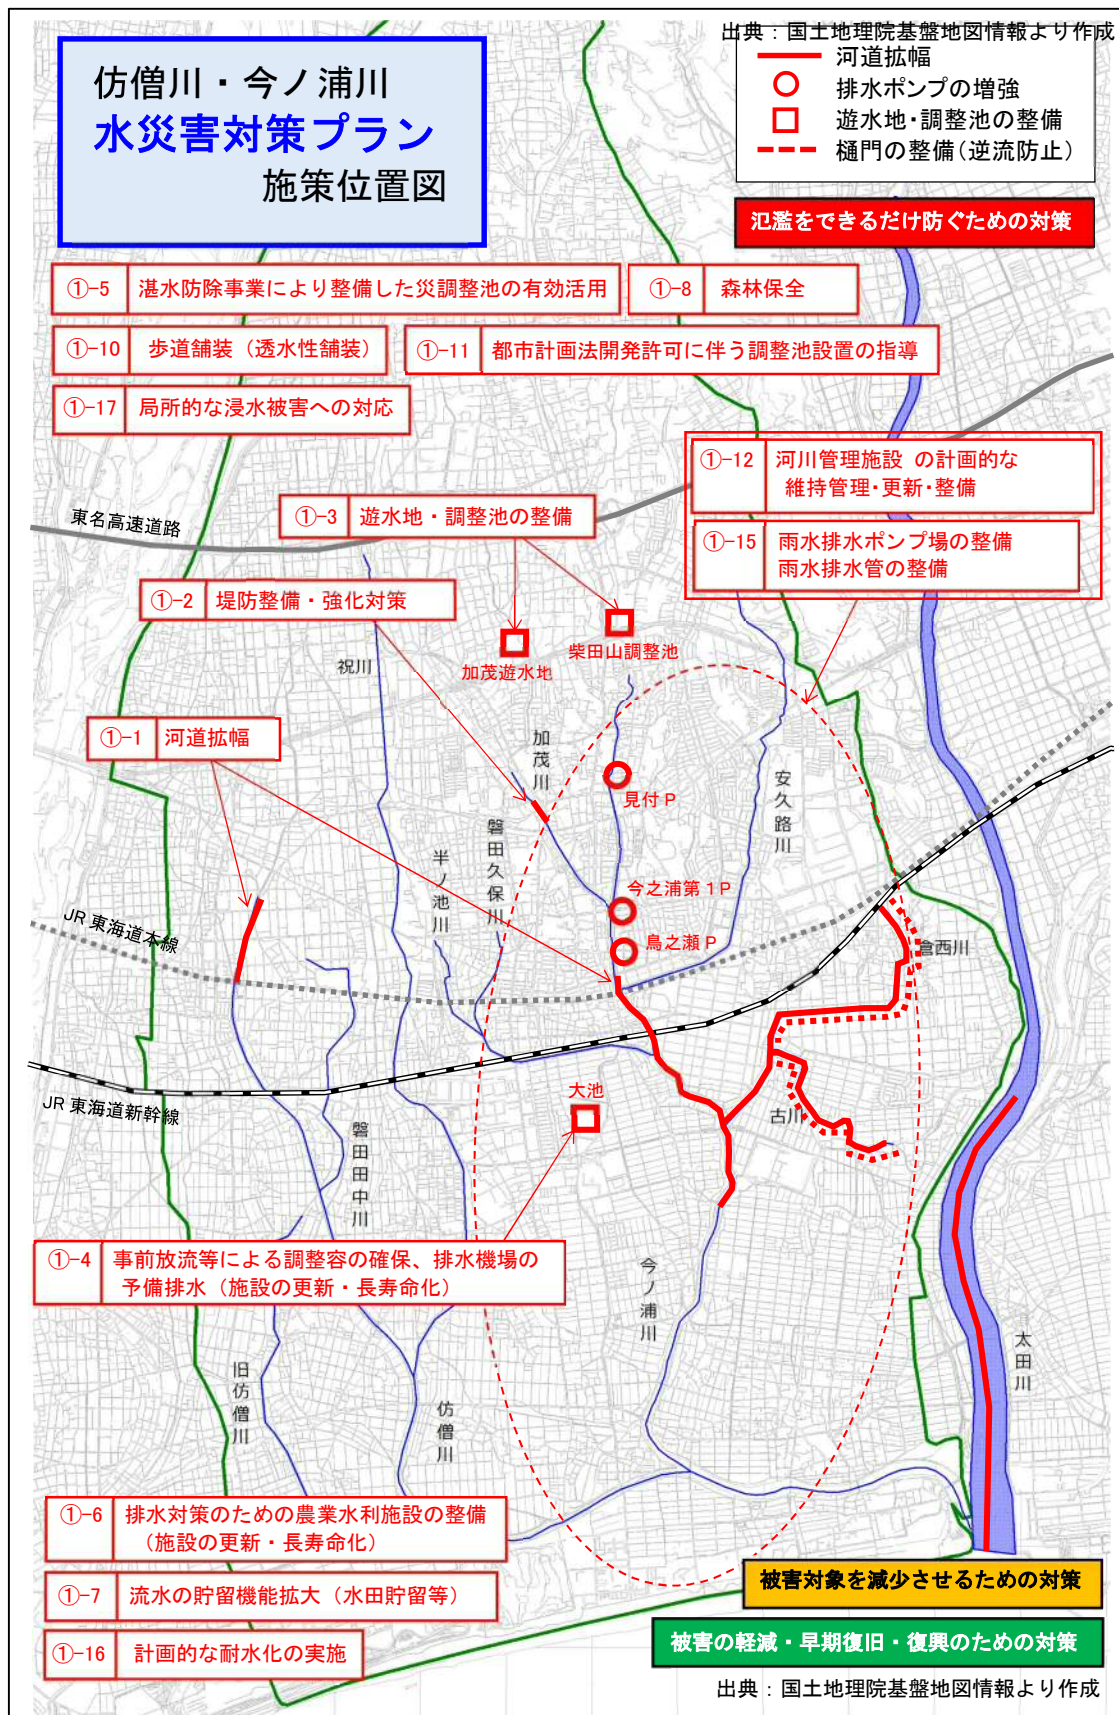 出典：国土地理院基盤地図情報より作成
仿僧川・今ノ浦川
水災害対策プラン
施策位置図
河道拡幅
排水ポンプの増強
遊水地・調整池の整備
樋門の整備（逆流防止）
氾濫をできるだけ防ぐための対策
①-5 湛水防除事業により整備した災調整池の有効活用
①-8 森林保全
①-10 歩道舗装（透水性舗装）
①-11 都市計画法開発許可に伴う調整池設置の指導
①-17 局所的な浸水被害への対応
①-12 河川管理施設 の計画的な
維持管理・更新・整備
①-15 雨水排水ポンプ場の整備
雨水排水管の整備
東名高速道路
①-3 遊水地・調整池の整備
①-2 堤防整備・強化対策
柴田山調整池
加茂遊水地
祝川
①-1 河道拡幅
加茂川
見付P
安久路川
磐田久保川
半ノ池川
今之浦第1P
鳥之瀬P
JR東海道本線
倉西川
JR東海道新幹線
大池
古川
磐田田中川
①-4 事前放流等による調整容の確保、排水機場の
予備排水（施設の更新・長寿命化）
今ノ浦川
太田川
旧仿僧川
仿僧川
①-6 排水対策のための農業水利施設の整備
（施設の更新・長寿命化）
①-7 流水の貯留機能拡大（水田貯留等）
①-16 計画的な耐水化の実施
被害対象を減少させるための対策
被害の軽減・早期復旧・復興のための対策
出典：国土地理院基盤地図情報より作成